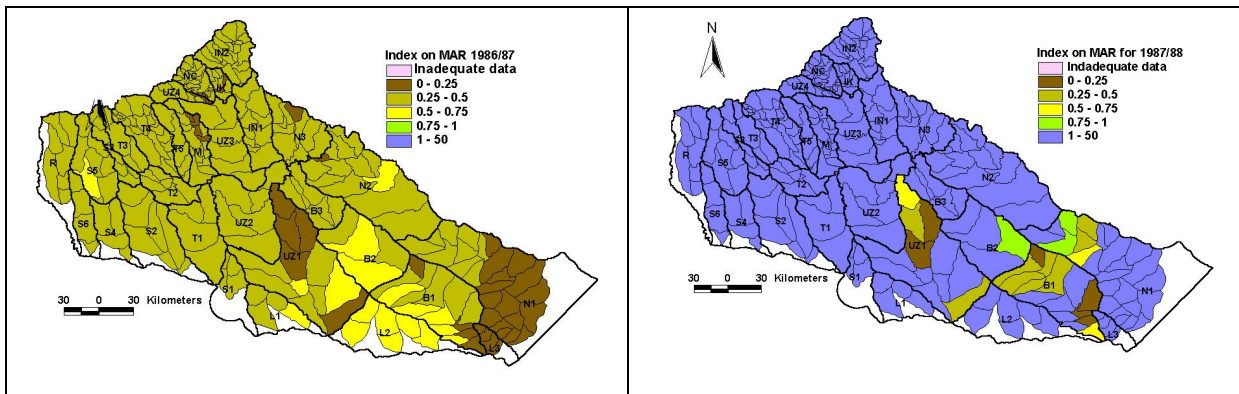 Index on MAR 1986/87
Inadequate data
0 - 0.25
0.25 - 0.5
0.5 - 0.75
0.75 - 1
1 - 50
IN2
NC
IK
UZ4
T4
S3
T3
T5
M
UZ3
IN1
N3
R
S5
T2
N2
S6
S4
S2
T1
UZ2
B3
UZ1
B2
B1
N1
S1
L1
L2
L3
30 0 30 Kilometers
N
Index on MAR for 1987/88
Indadequate data
0 - 0.25
0.25 - 0.5
0.5 - 0.75
0.75 - 1
1 - 50
IN2
NC
IK
UZ4
T4
S3
T3
T5
M
UZ3
IN1
N3
R
S5
T2
N2
S6
S4
S2
T1
UZ2
B3
UZ1
B2
B1
N1
S1
L1
L2
L3
30 0 30 Kilometers